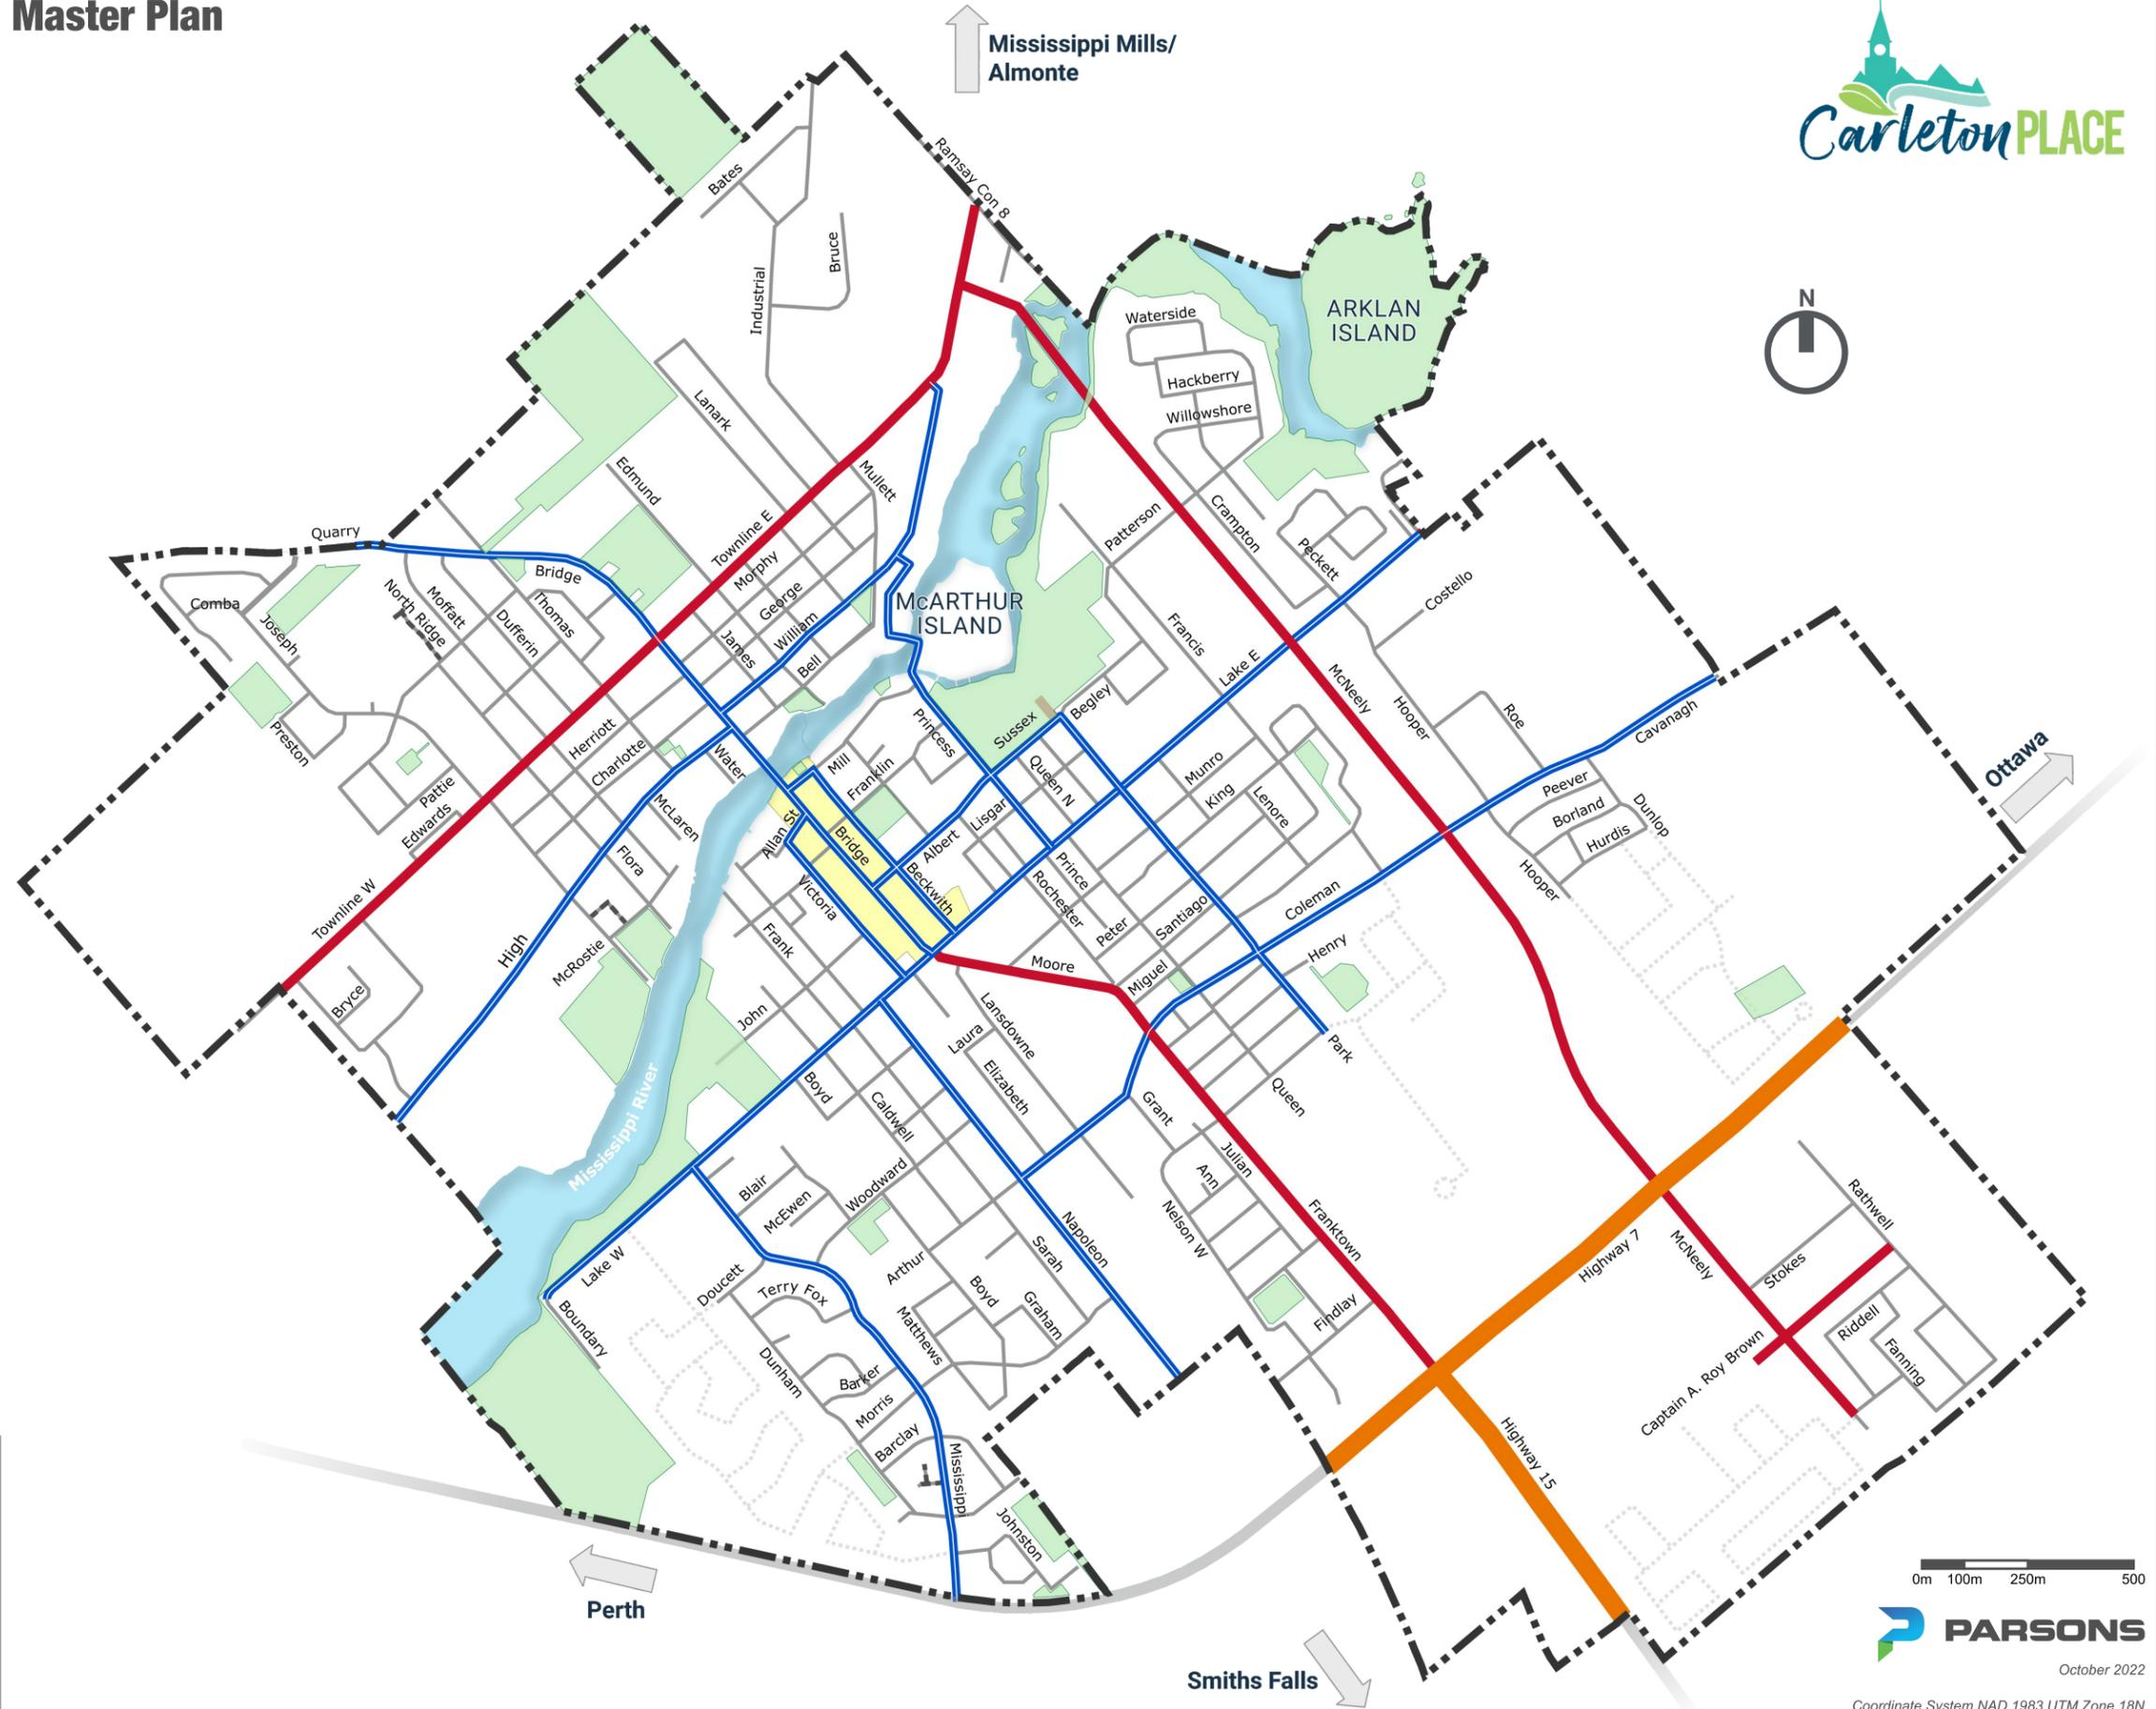 Master Plan
Mississippi Mills/
Almonte
Carleton PLACE
Ramsay Con 8
Bates
Bruce
Industrial
N
ARKLAN
ISLAND
Waterside
Hackberry
Willowshore
Lanark
Mullett
Edmund
Townline E
Patterson
Crampton
Peckett
Quarry
Bridge
Morphy
George
William
James
Bell
McARTHUR
ISLAND
Costello
Comba
Joseph
North Ridge
Moffatt
Dufferin
Thomas
Francis
Lake E
McNeely
Hooper
Roe
Cavanagh
Ottawa
Preston
Herriott
Charlotte
Water
Princess
Sussex
Begley
Mill
Franklin
Queen N
Munro
King
Lenore
Peever
Borland
Hurdis
Dunlop
Hooper
Pattie
Edwards
McLaren
Flora
Allan St
Bridge
Albert
Lisgar
Beckwith
Victoria
Prince
Rochester
Peter
Santiago
Coleman
Townline W
High
McRostie
Frank
Moore
Miguel
Henry
Bryce
John
Lansdowne
Laura
Elizabeth
Park
Queen
Mississippi River
Boyd
Caldwell
Grant
Julian
Ann
Blair
McEwen
Woodward
Nelson W
Franktown
Napoleon
Sarah
Rathwell
Lake W
Boundary
Doucett
Terry Fox
Arthur
Boyd
Graham
Matthews
Findlay
Highway 7
McNeely
Stokes
Riddell
Fanning
Captain A. Roy Brown
Dunham
Barker
Morris
Barclay
Mississippi
Johnston
Highway 15
Perth
Smiths Falls
0m 100m 250m 500
PARSONS
October 2022
Coordinate System NAD 1983 UTM Zone 18N